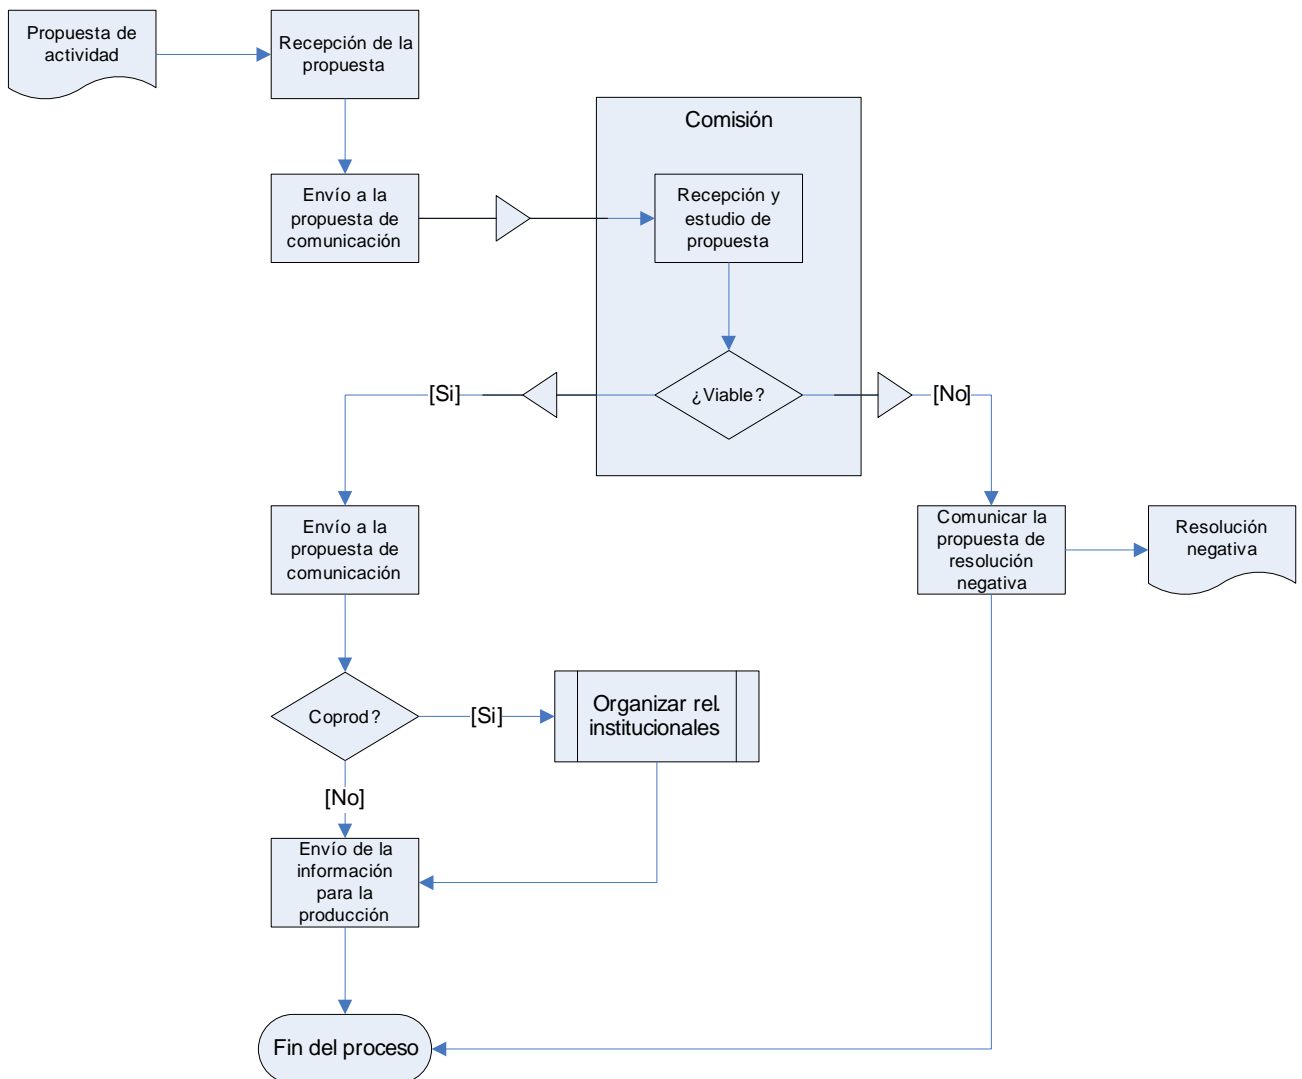 Propuesta de
actividad
Recepción de la
propuesta
Comisión
Envío a la
propuesta de
comunicación
Recepción y
estudio de
propuesta
[Si]
¿Viable?
[No]
Envío a la
propuesta de
comunicación
Comunicar la
propuesta de
resolución
negativa
Resolución
negativa
Coprod?
[Si]
Organizar rel.
institucionales
[No]
Envío de la
información
para la
producción
Fin del proceso